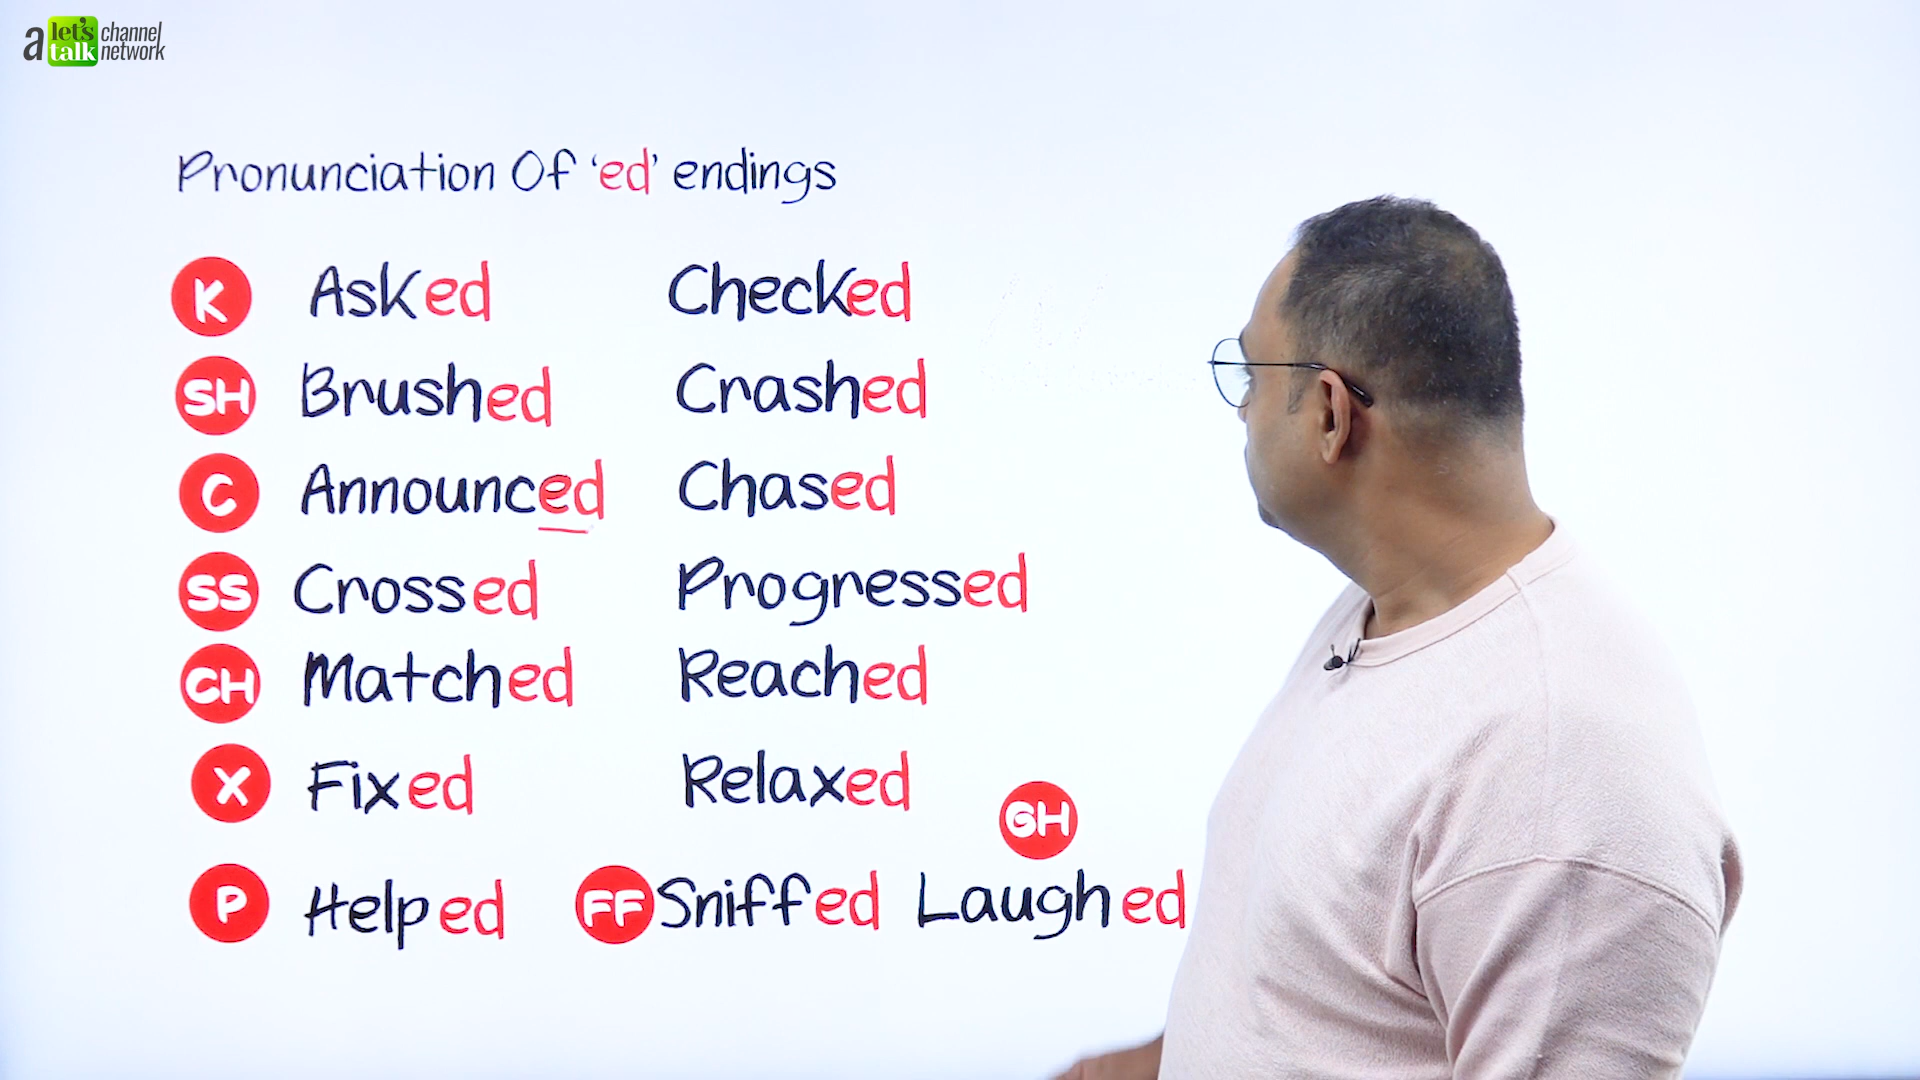 a let's talk channel network
Pronunciation Of 'ed' endings
K Asked Checked
SH Brushed Crashed
C Announced Chased
SS Crossed Progressed
CH Matched Reached
X Fixed Relaxed
GH
P Helped FF Sniffed Laughed